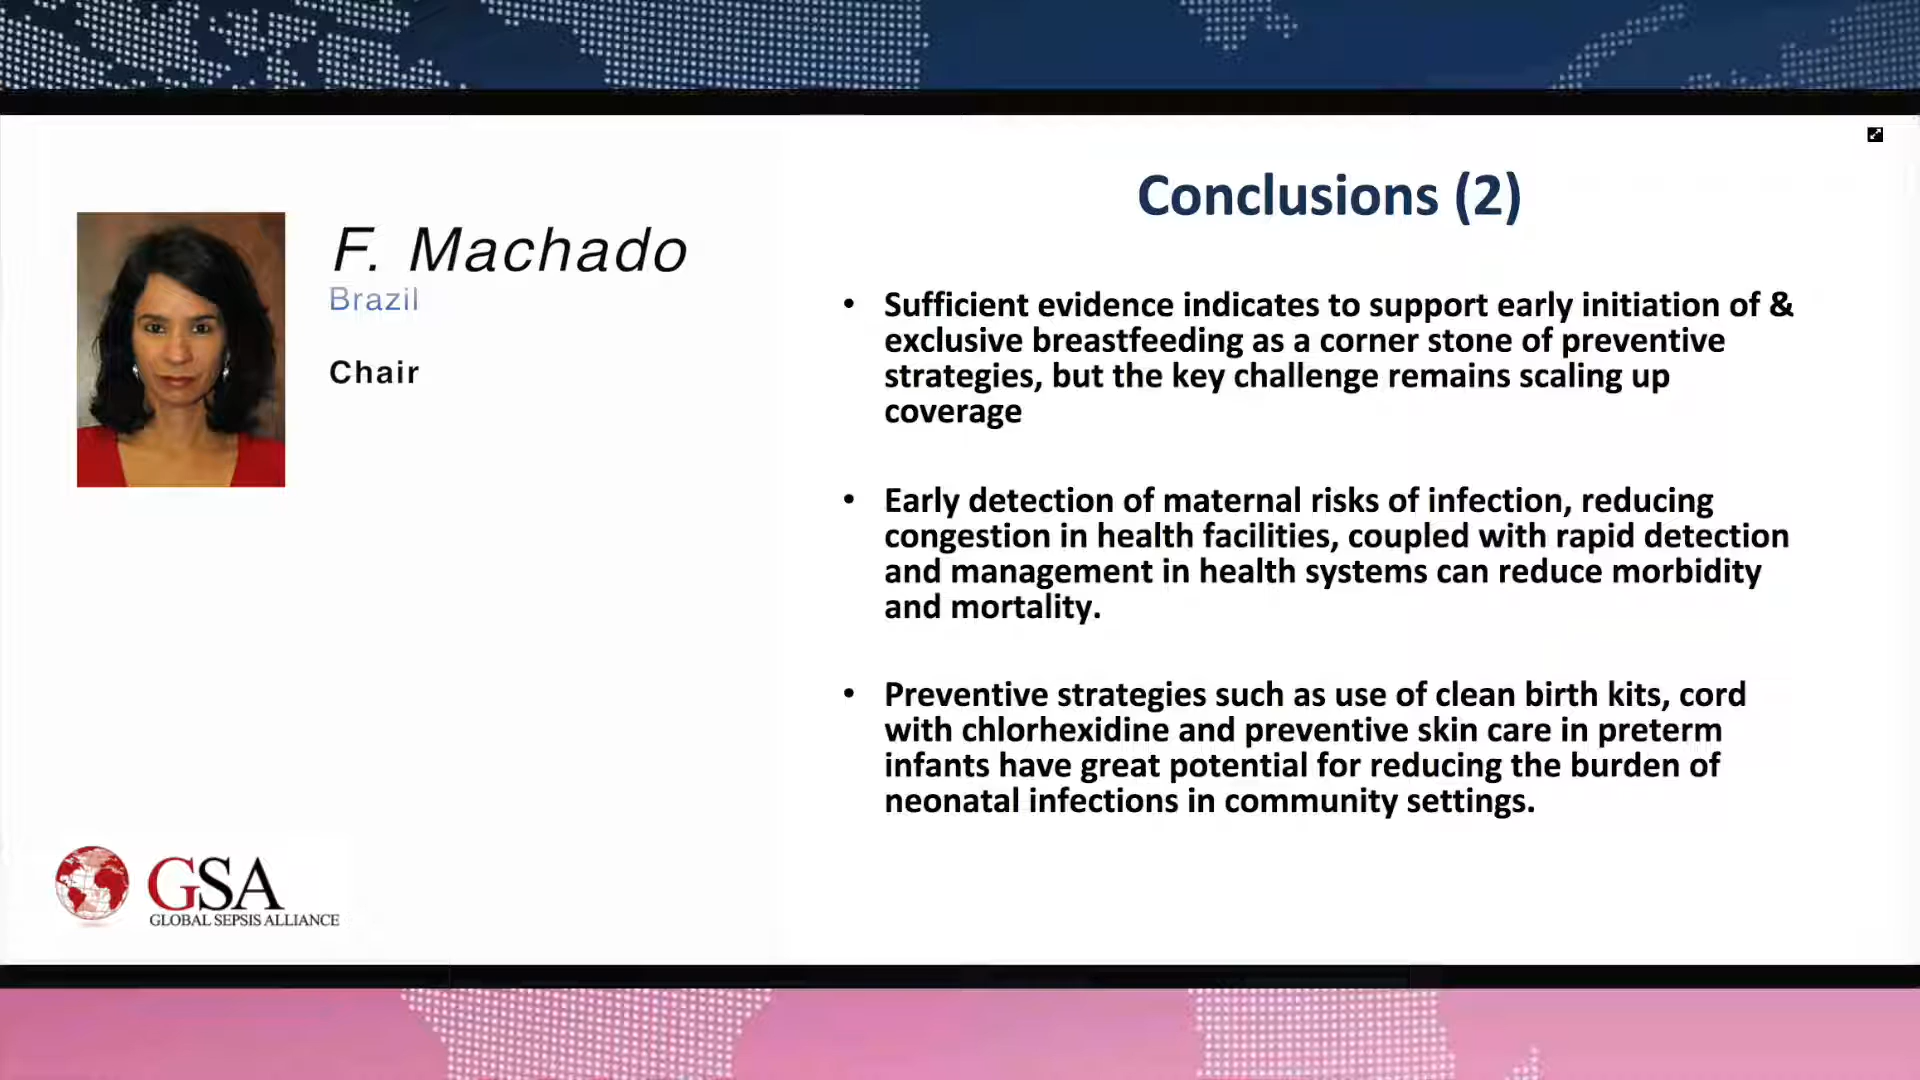 F. Machado
Brazil
Chair
Conclusions (2)
• Sufficient evidence indicates to support early initiation of &
exclusive breastfeeding as a corner stone of preventive
strategies, but the key challenge remains scaling up
coverage
• Early detection of maternal risks of infection, reducing
congestion in health facilities, coupled with rapid detection
and management in health systems can reduce morbidity
and mortality.
• Preventive strategies such as use of clean birth kits, cord
with chlorhexidine and preventive skin care in preterm
infants have great potential for reducing the burden of
neonatal infections in community settings.
GSA
GLOBAL SEPSIS ALLIANCE